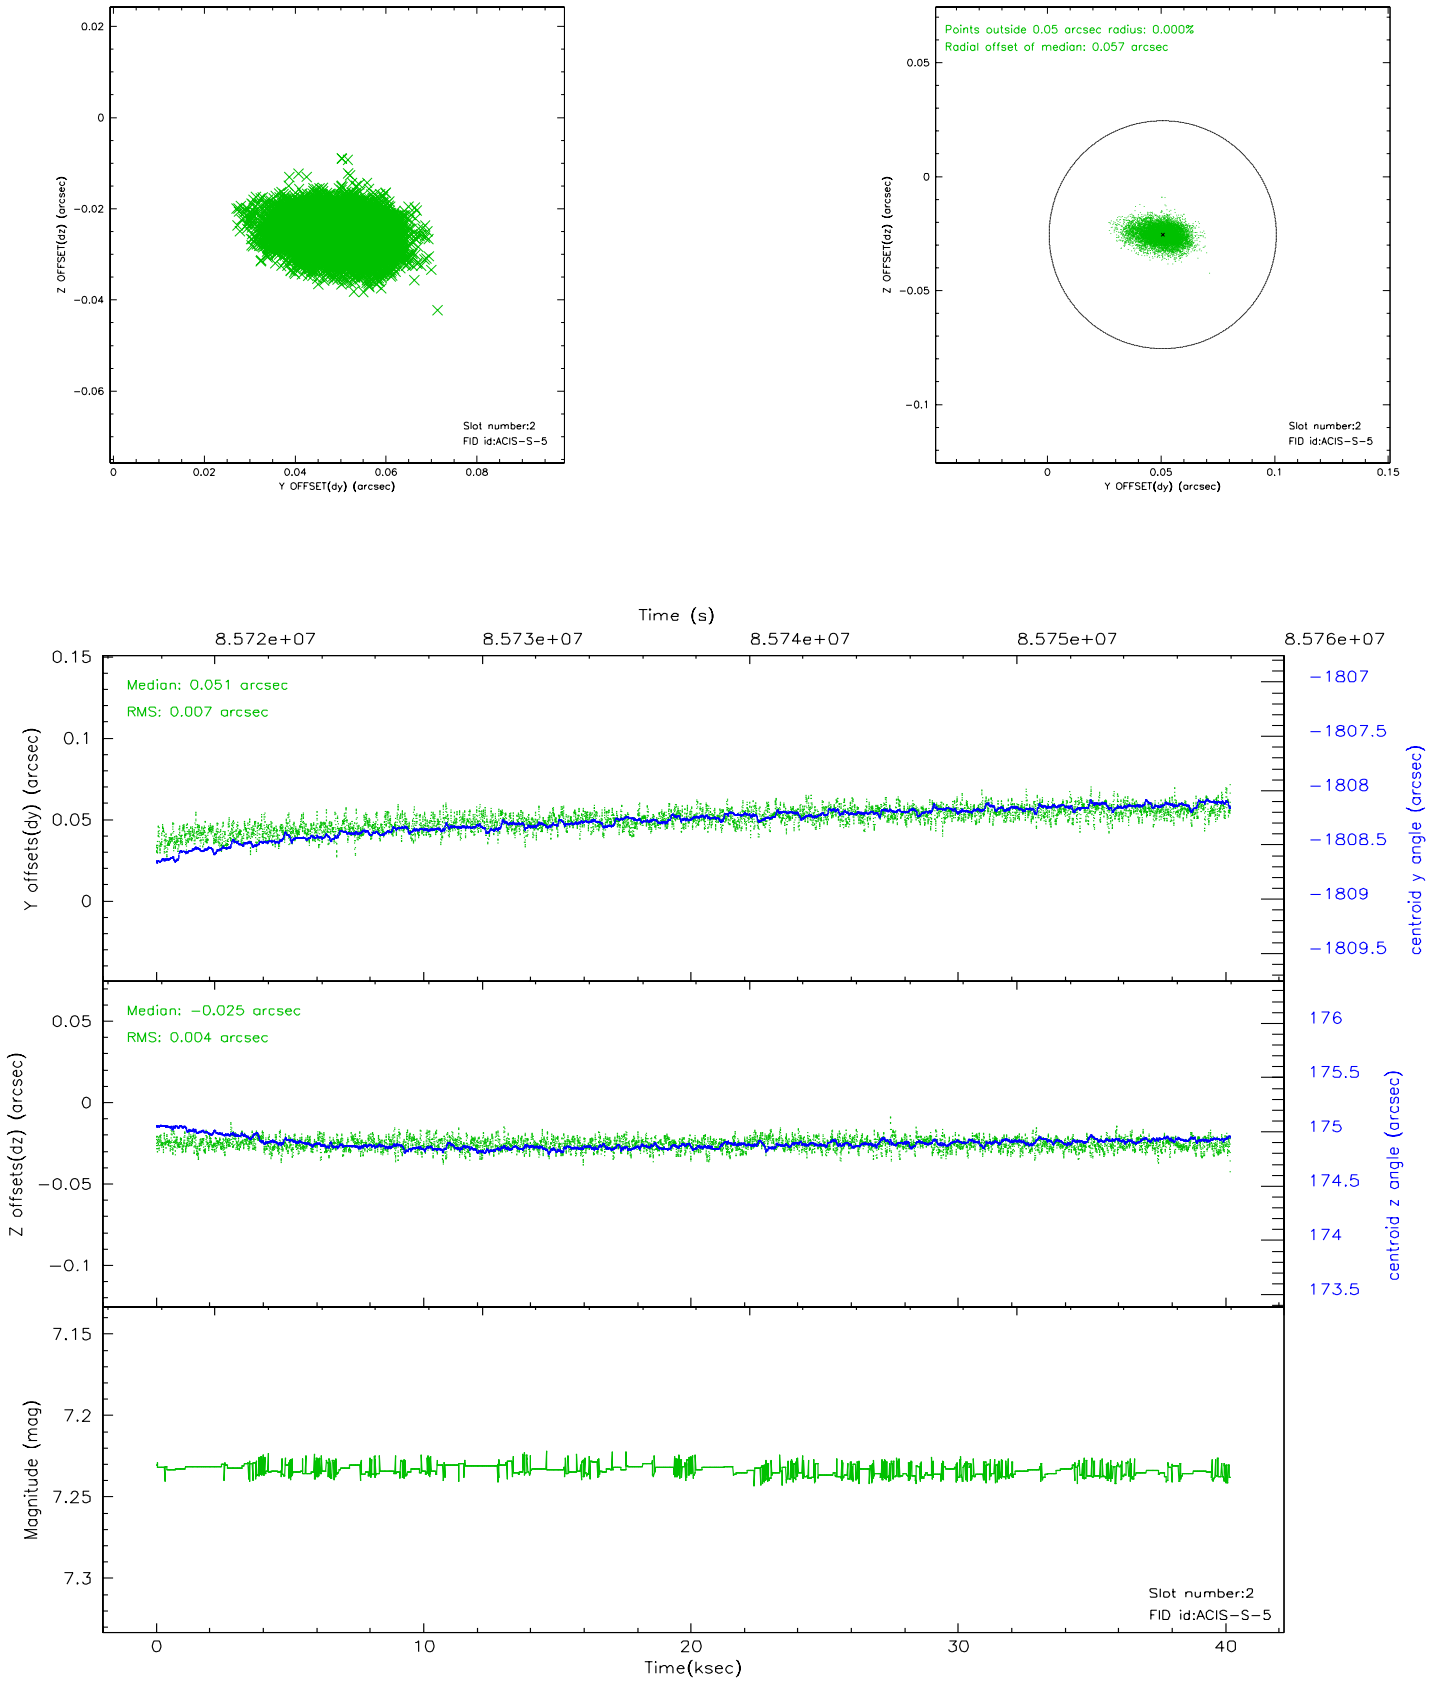 0.02
0
-0.02
-0.04
-0.06
Z OFFSET(dz) (arcsec)
Slot number:2
FID id:ACIS-S-5
0 0.02 0.04 0.06 0.08
Y OFFSET(dy) (arcsec)
Points outside 0.05 arcsec radius: 0.000%
Radial offset of median: 0.057 arcsec
0.05
0
-0.05
-0.1
Z OFFSET(dz) (arcsec)
Slot number:2
FID id:ACIS-S-5
0 0.05 0.1 0.15
Y OFFSET(dy) (arcsec)
Time (s)
8.572e+07 8.573e+07 8.574e+07 8.575e+07 8.576e+07
Median: 0.051 arcsec
RMS: 0.007 arcsec
0.15
0.1
0.05
0
Y offsets(dy) (arcsec)
-1807
-1807.5
-1808
-1808.5
-1809
-1809.5
centroid y angle (arcsec)
Median: -0.025 arcsec
RMS: 0.004 arcsec
0.05
0
-0.05
-0.1
Z offsets(dz) (arcsec)
176
175.5
175
174.5
174
173.5
centroid z angle (arcsec)
7.15
7.2
7.25
7.3
Magnitude (mag)
Slot number:2
FID id:ACIS-S-5
0 10 20 30 40
Time(ksec)